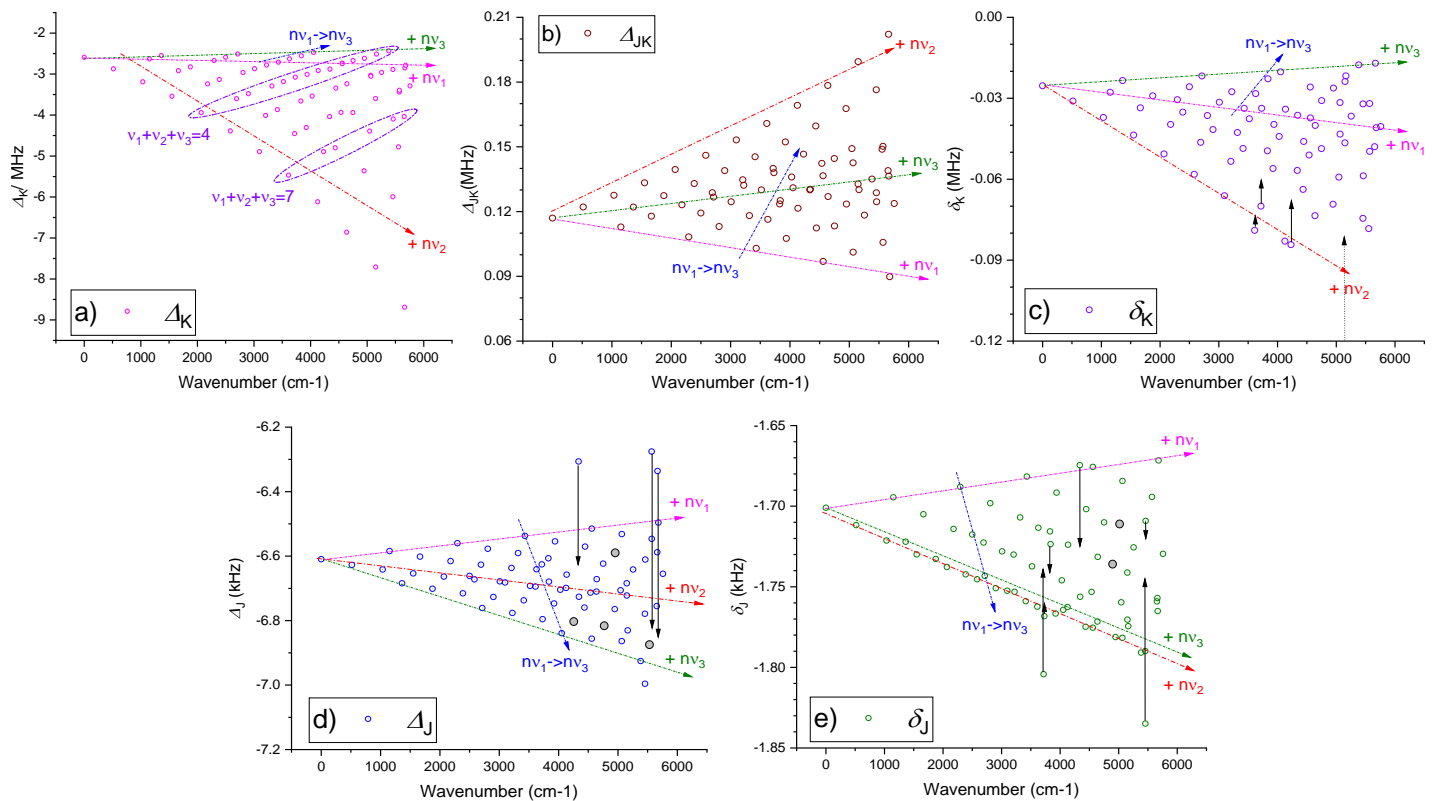 a)
Δ_K / MHz
-2
-3
-4
-5
-6
-7
-8
-9
nν₁->nν₃
+ nν₃
+ nν₁
ν₁+ν₂+ν₃=4
ν₁+ν₂+ν₃=7
+ nν₂
Δ_K
0 1000 2000 3000 4000 5000 6000
Wavenumber (cm-1)
b)
Δ_JK (MHz)
0.21
0.18
0.15
0.12
0.09
0.06
Δ_JK
+ nν₂
+ nν₃
nν₁->nν₃
+ nν₁
0 1000 2000 3000 4000 5000 6000
Wavenumber (cm-1)
δ_K (MHz)
0.00
-0.03
-0.06
-0.09
-0.12
nν₁->nν₃
+ nν₃
+ nν₁
+ nν₂
c) δ_K
0 1000 2000 3000 4000 5000 6000
Wavenumber (cm-1)
Δ_J (kHz)
-6.2
-6.4
-6.6
-6.8
-7.0
-7.2
+ nν₁
+ nν₂
nν₁->nν₃
+ nν₃
d) Δ_J
0 1000 2000 3000 4000 5000 6000
Wavenumber (cm-1)
δ_J (kHz)
-1.65
-1.70
-1.75
-1.80
-1.85
+ nν₁
nν₁->nν₃
+ nν₃
+ nν₂
e) δ_J
0 1000 2000 3000 4000 5000 6000
Wavenumber (cm-1)